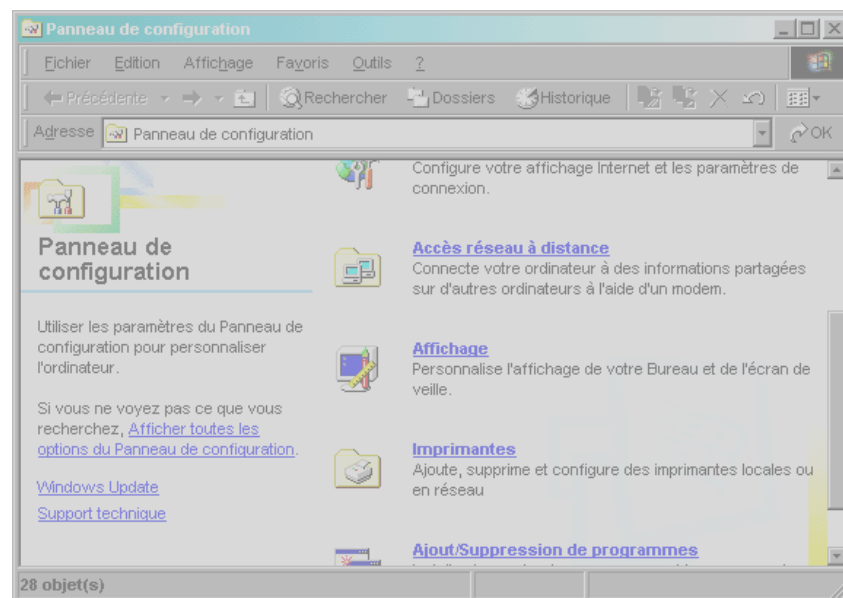 Panneau de configuration
Fichier Edition Affichage Favoris Outils ?
Précédente Rechercher Dossiers Historique
Adresse Panneau de configuration OK
Panneau de
configuration
Utiliser les paramètres du Panneau de
configuration pour personnaliser
l'ordinateur.
Si vous ne voyez pas ce que vous
recherchez, Afficher toutes les
options du Panneau de configuration.
Windows Update
Support technique
Configure votre affichage Internet et les paramètres de
connexion.
Accès réseau à distance
Connecte votre ordinateur à des informations partagées
sur d'autres ordinateurs à l'aide d'un modem.
Affichage
Personnalise l'affichage de votre Bureau et de l'écran de
veille.
Imprimantes
Ajoute, supprime et configure des imprimantes locales ou
en réseau
Ajout/Suppression de programmes
28 objet(s)